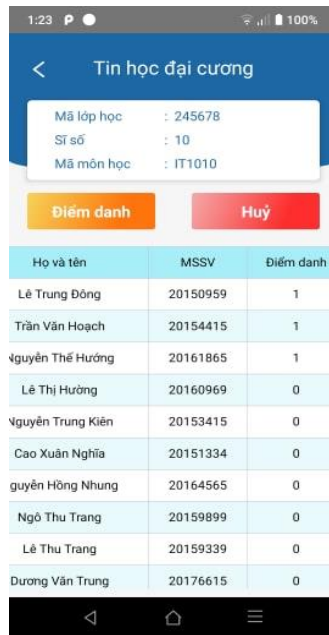 1:23 P 100%
Tin học đại cương
Mã lớp học : 245678
Sĩ số : 10
Mã môn học : IT1010
Điểm danh Huỷ
Họ và tên MSSV Điểm danh
Lê Trung Đông 20150959 1
Trần Văn Hoạch 20154415 1
Nguyễn Thế Hướng 20161865 1
Lê Thị Hường 20160969 0
Nguyễn Trung Kiên 20153415 0
Cao Xuân Nghĩa 20151334 0
guyễn Hồng Nhung 20164565 0
Ngô Thu Trang 20159899 0
Lê Thu Trang 20159339 0
Dương Văn Trung 20176615 0